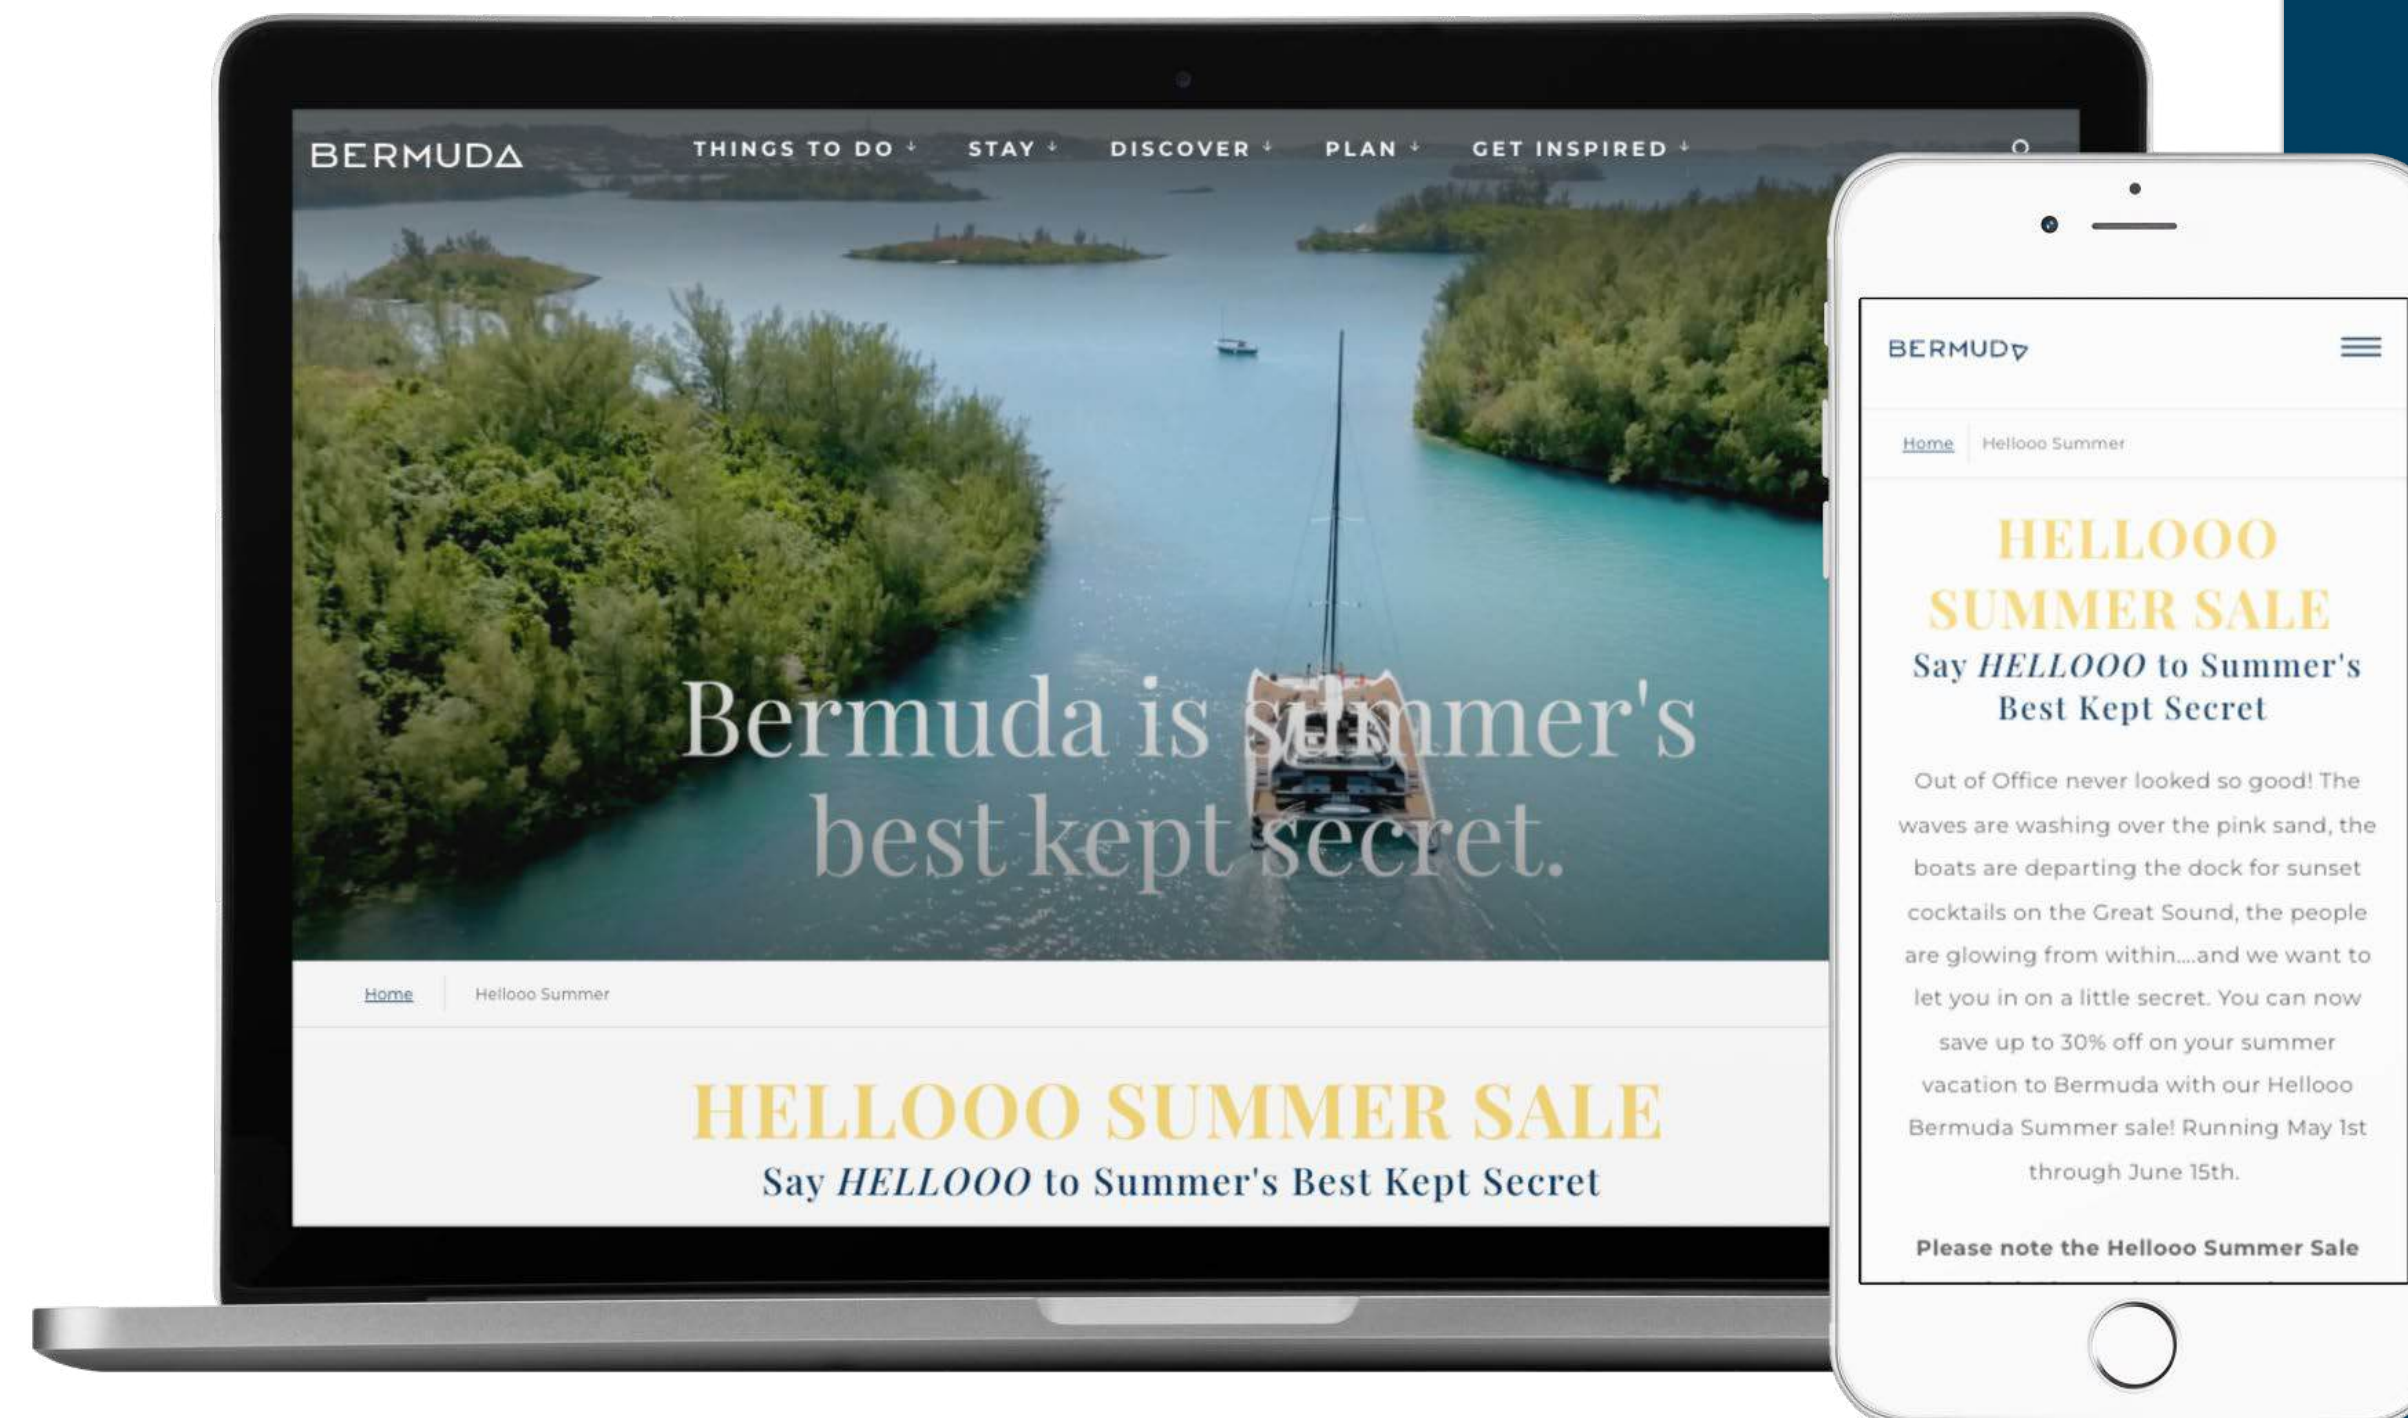 BERMUDA
THINGS TO DO ↓ STAY ↓ DISCOVER ↓ PLAN ↓ GET INSPIRED ↓
Bermuda is summer's
best kept secret.
Home Hellooo Summer
HELLOOO SUMMER SALE
Say HELLOOO to Summer's Best Kept Secret
BERMUDA
Home Hellooo Summer
HELLOOO
SUMMER SALE
Say HELLOOO to Summer's
Best Kept Secret
Out of Office never looked so good! The
waves are washing over the pink sand, the
boats are departing the dock for sunset
cocktails on the Great Sound, the people
are glowing from within....and we want to
let you in on a little secret. You can now
save up to 30% off on your summer
vacation to Bermuda with our Hellooo
Bermuda Summer sale! Running May 1st
through June 15th.
Please note the Hellooo Summer Sale